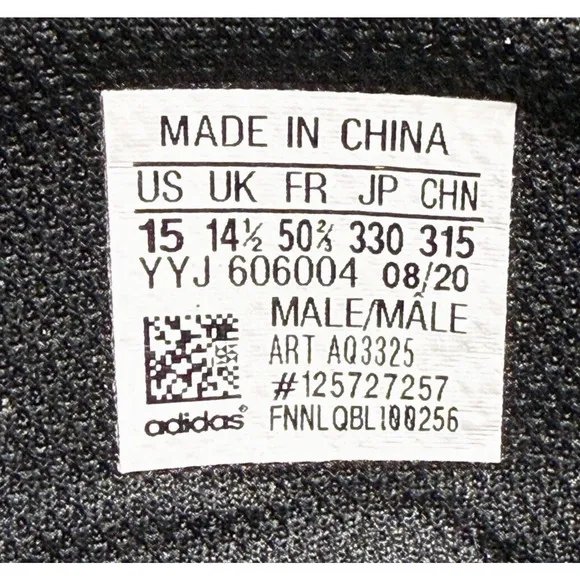 MADE IN CHINA
US UK FR JP CHN
15 14½ 50⅔ 330 315
YYJ 606004 08/20
MALE/MÂLE
ART AQ3325
#125727257
adidas® FNNLQBL100256